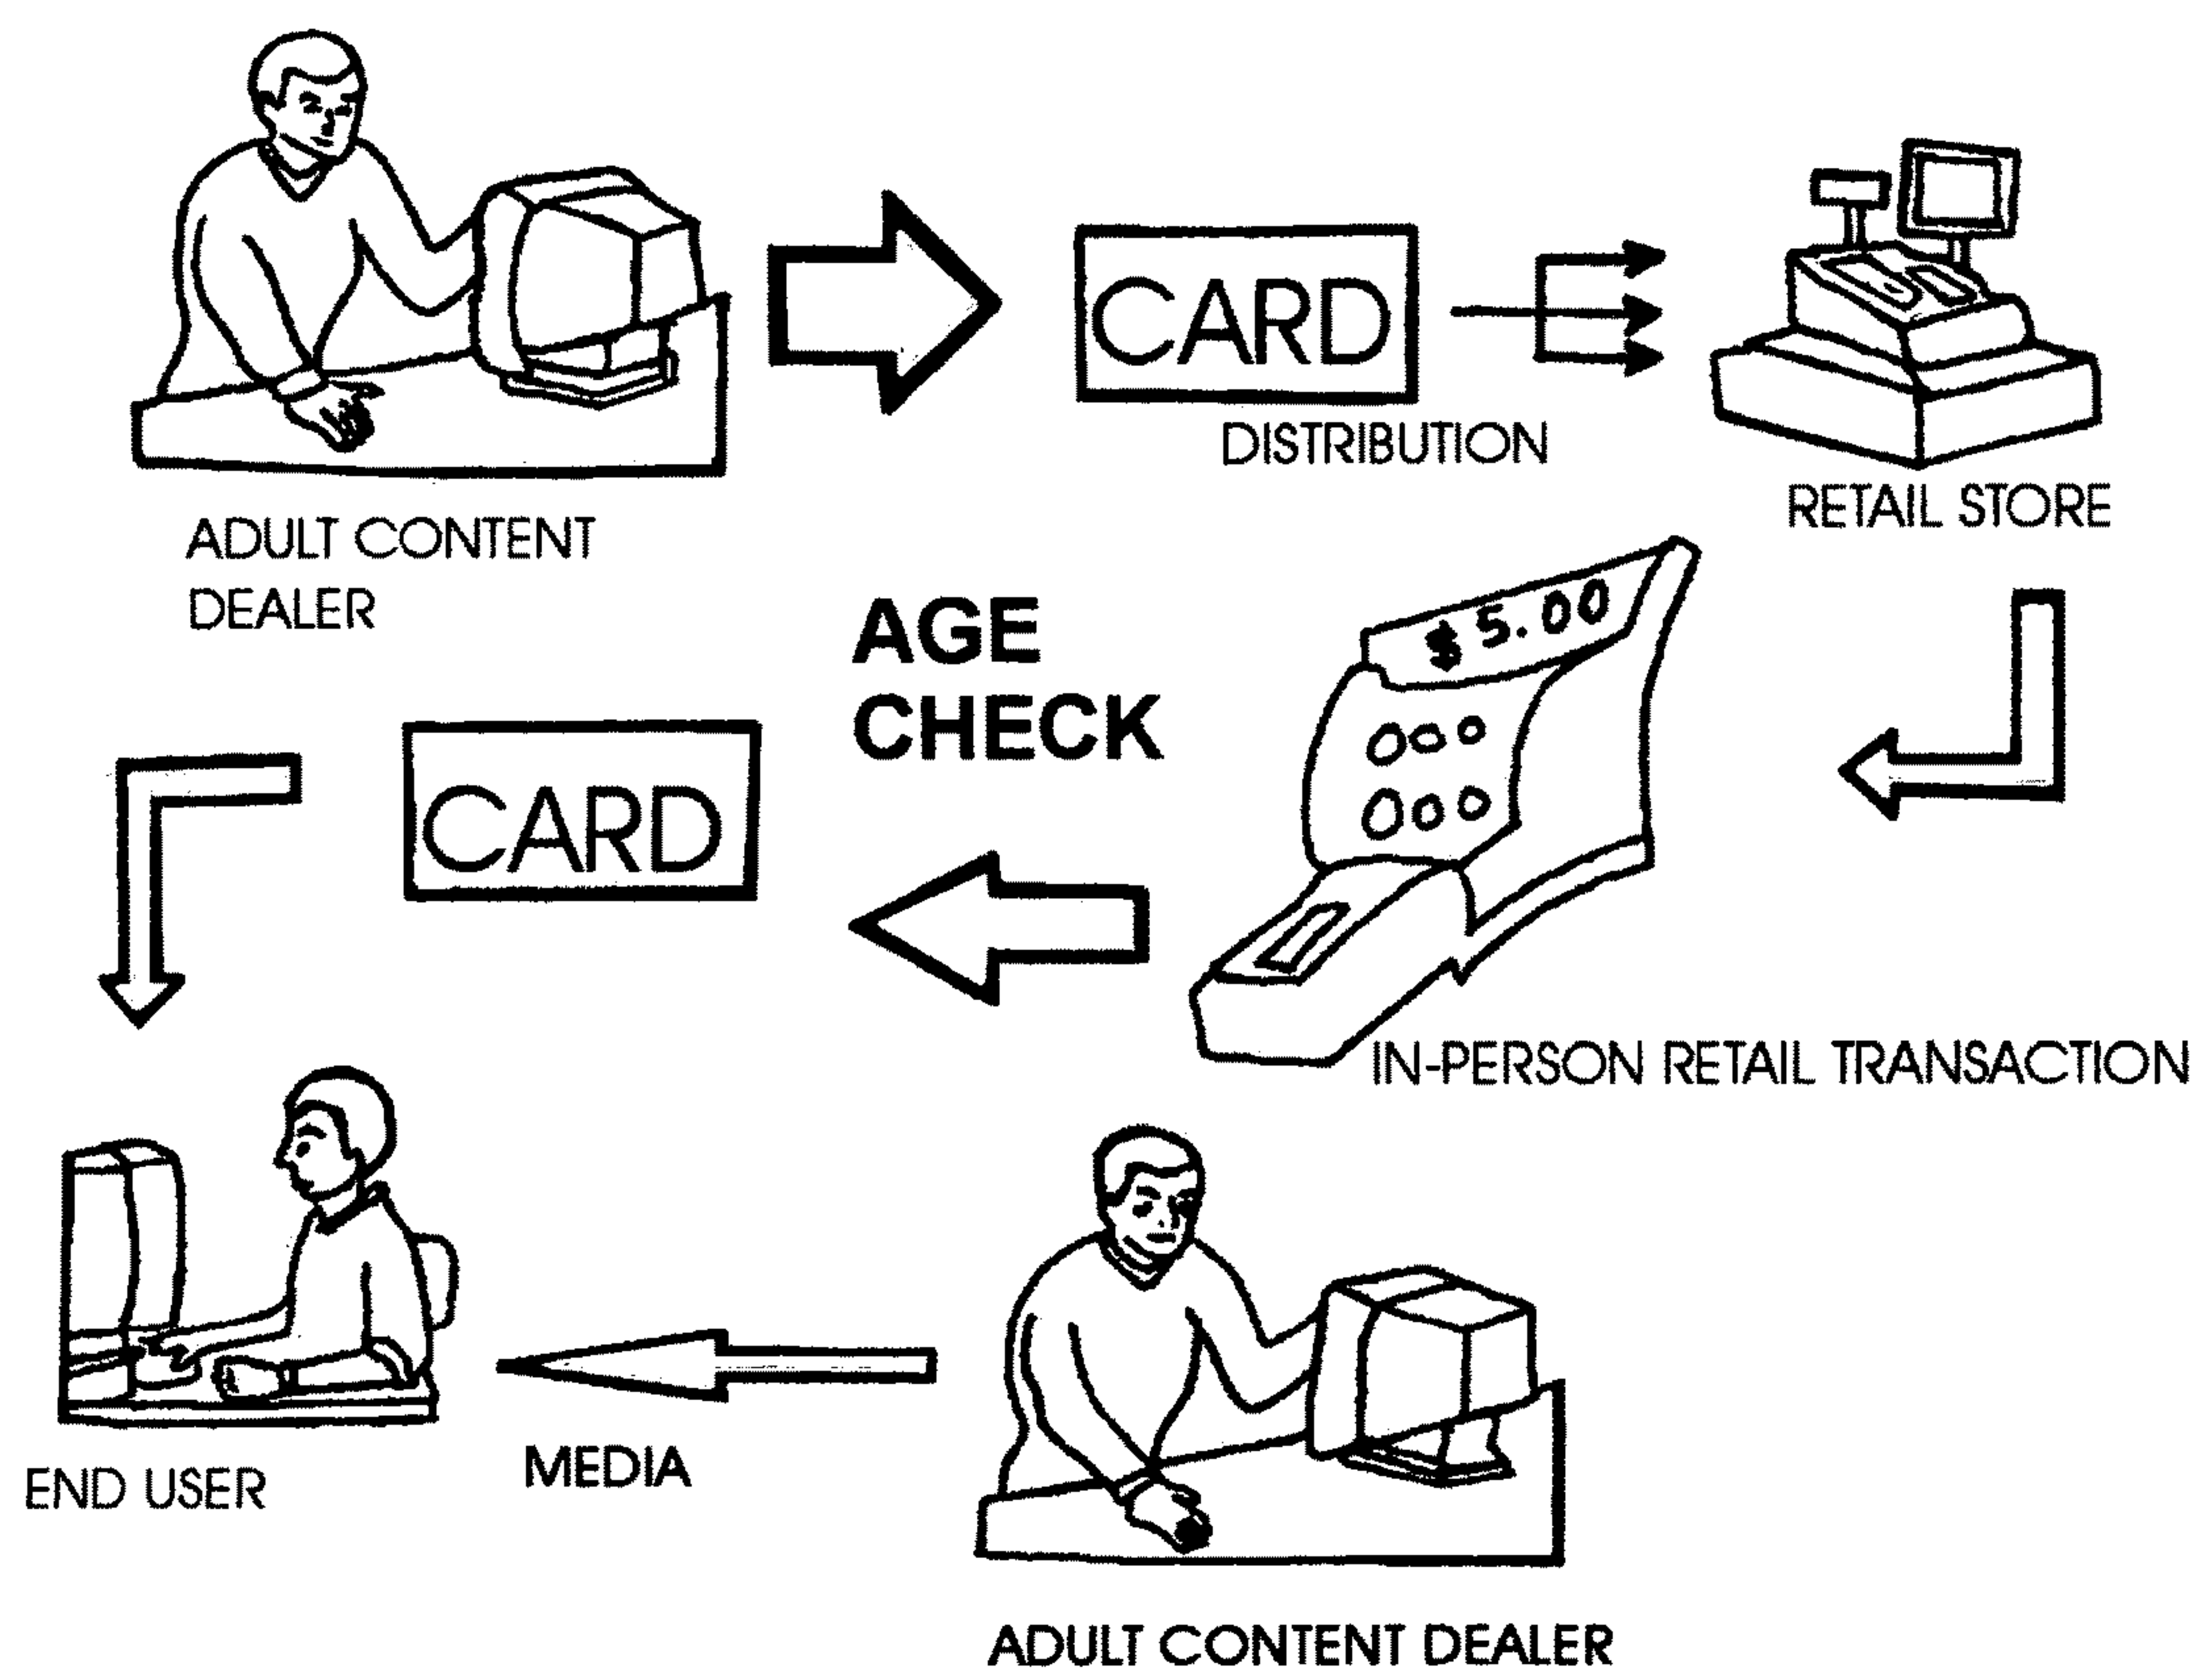 CARD
DISTRIBUTION
RETAIL STORE
ADULT CONTENT
DEALER
AGE
CHECK
$5.00
CARD
IN-PERSON RETAIL TRANSACTION
END USER
MEDIA
ADULT CONTENT DEALER